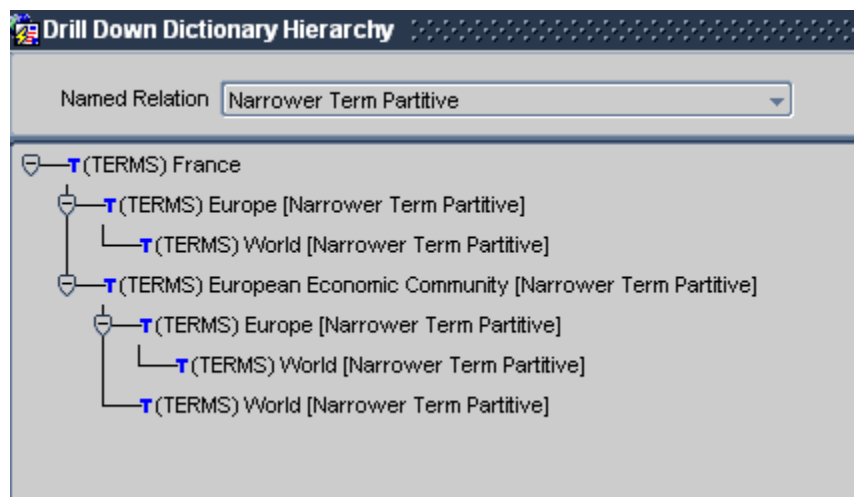 Drill Down Dictionary Hierarchy
Named Relation Narrower Term Partitive
T (TERMS) France
T (TERMS) Europe [Narrower Term Partitive]
T (TERMS) World [Narrower Term Partitive]
T (TERMS) European Economic Community [Narrower Term Partitive]
T (TERMS) Europe [Narrower Term Partitive]
T (TERMS) World [Narrower Term Partitive]
T (TERMS) World [Narrower Term Partitive]